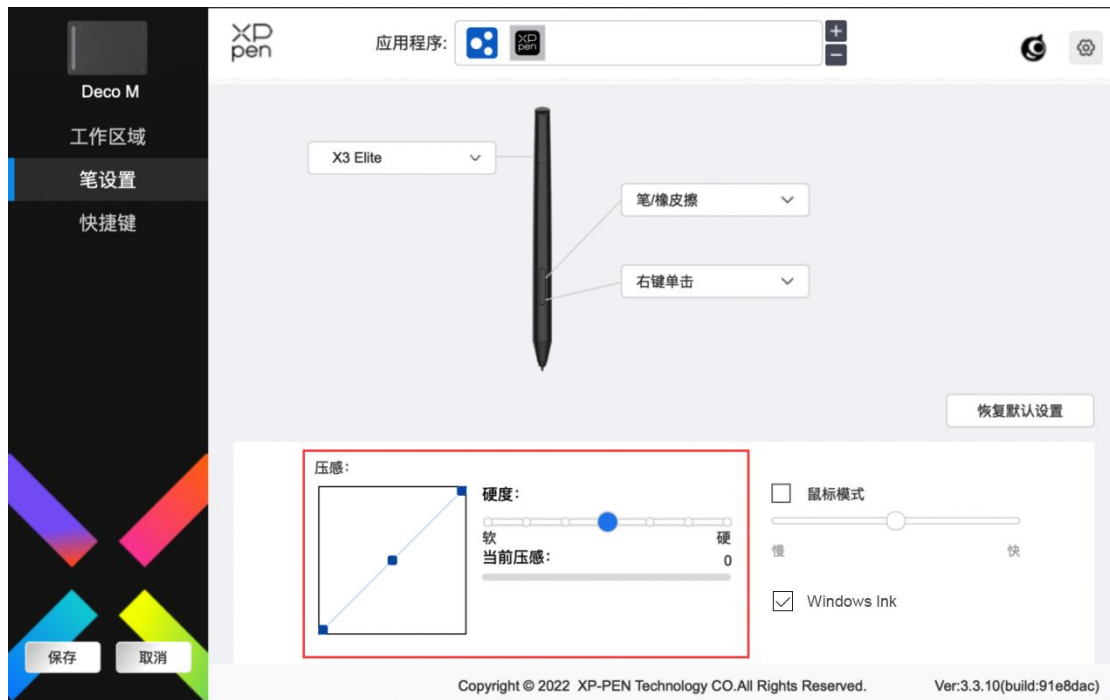 XP
pen
应用程序:
XP
pen
+
−
Deco M
工作区域
笔设置
快捷键
X3 Elite
笔/橡皮擦
右键单击
恢复默认设置
压感：
硬度：
软 硬
当前压感： 0
鼠标模式
慢 快
Windows Ink
保存 取消
Copyright © 2022 XP-PEN Technology CO.All Rights Reserved. Ver:3.3.10(build:91e8dac)